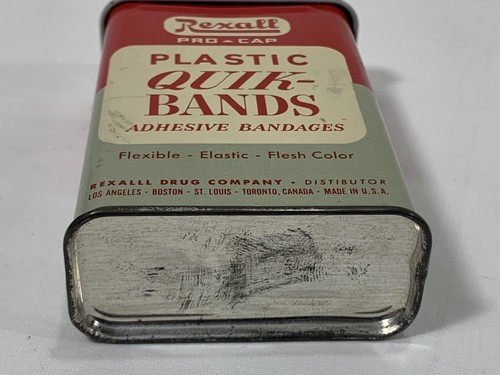 Rexall
PRO-CAP
PLASTIC
QUIK-
BANDS
ADHESIVE BANDAGES
Flexible - Elastic - Flesh Color
REXALLL DRUG COMPANY • DISTRIBUTOR
LOS ANGELES - BOSTON - ST. LOUIS - TORONTO, CANADA - MADE IN U.S.A.